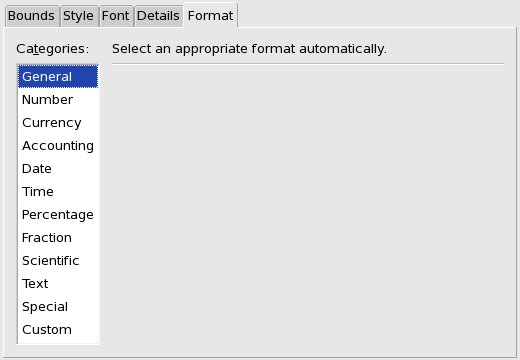 Bounds Style Font Details Format
Categories: Select an appropriate format automatically.
General
Number
Currency
Accounting
Date
Time
Percentage
Fraction
Scientific
Text
Special
Custom